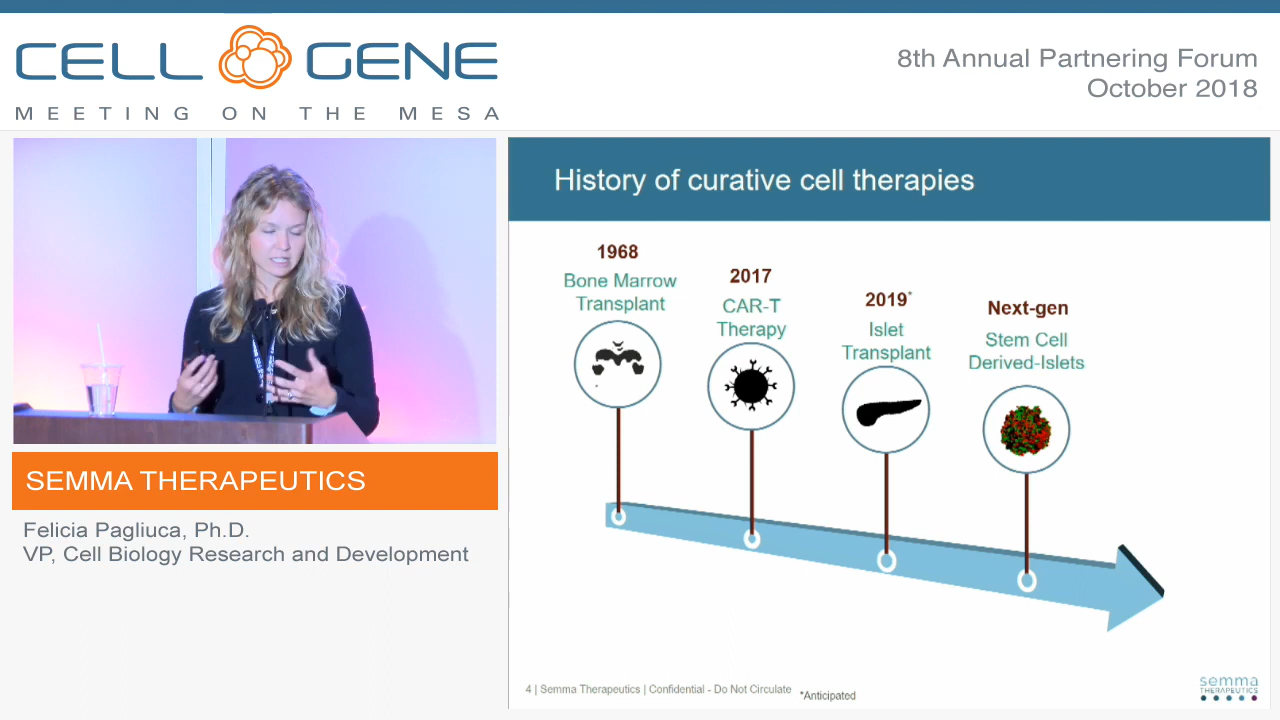 CELL GENE
MEETING ON THE MESA
8th Annual Partnering Forum
October 2018
History of curative cell therapies
1968
Bone Marrow
Transplant
2017
CAR-T
Therapy
2019*
Islet
Transplant
Next-gen
Stem Cell
Derived-Islets
4 | Semma Therapeutics | Confidential - Do Not Circulate
*Anticipated
semma
THERAPEUTICS
SEMMA THERAPEUTICS
Felicia Pagliuca, Ph.D.
VP, Cell Biology Research and Development